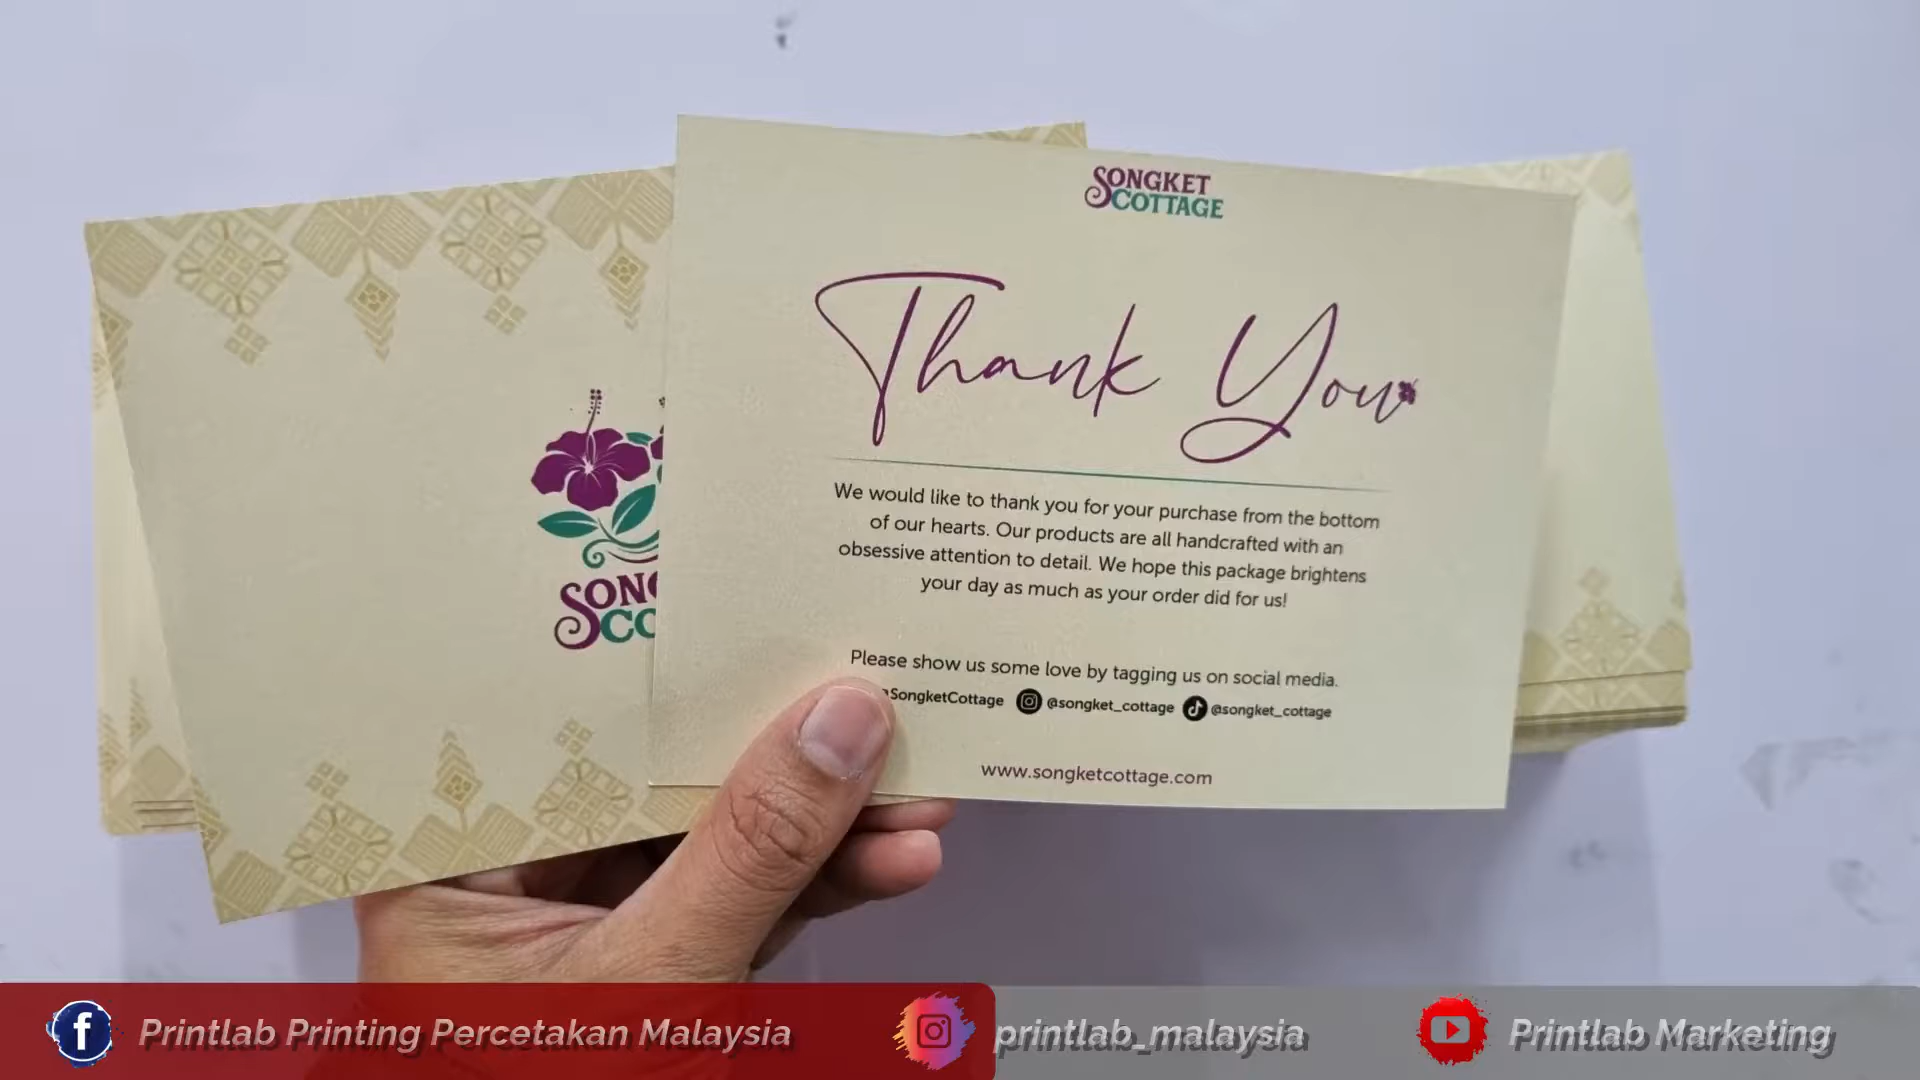 SONGKET
COTTAGE
Thank You
We would like to thank you for your purchase from the bottom
of our hearts. Our products are all handcrafted with an
obsessive attention to detail. We hope this package brightens
your day as much as your order did for us!
Please show us some love by tagging us on social media.
@SongketCottage @songket_cottage @songket_cottage
www.songketcottage.com
SONG
CO
Printlab Printing Percetakan Malaysia printlab_malaysia Printlab Marketing